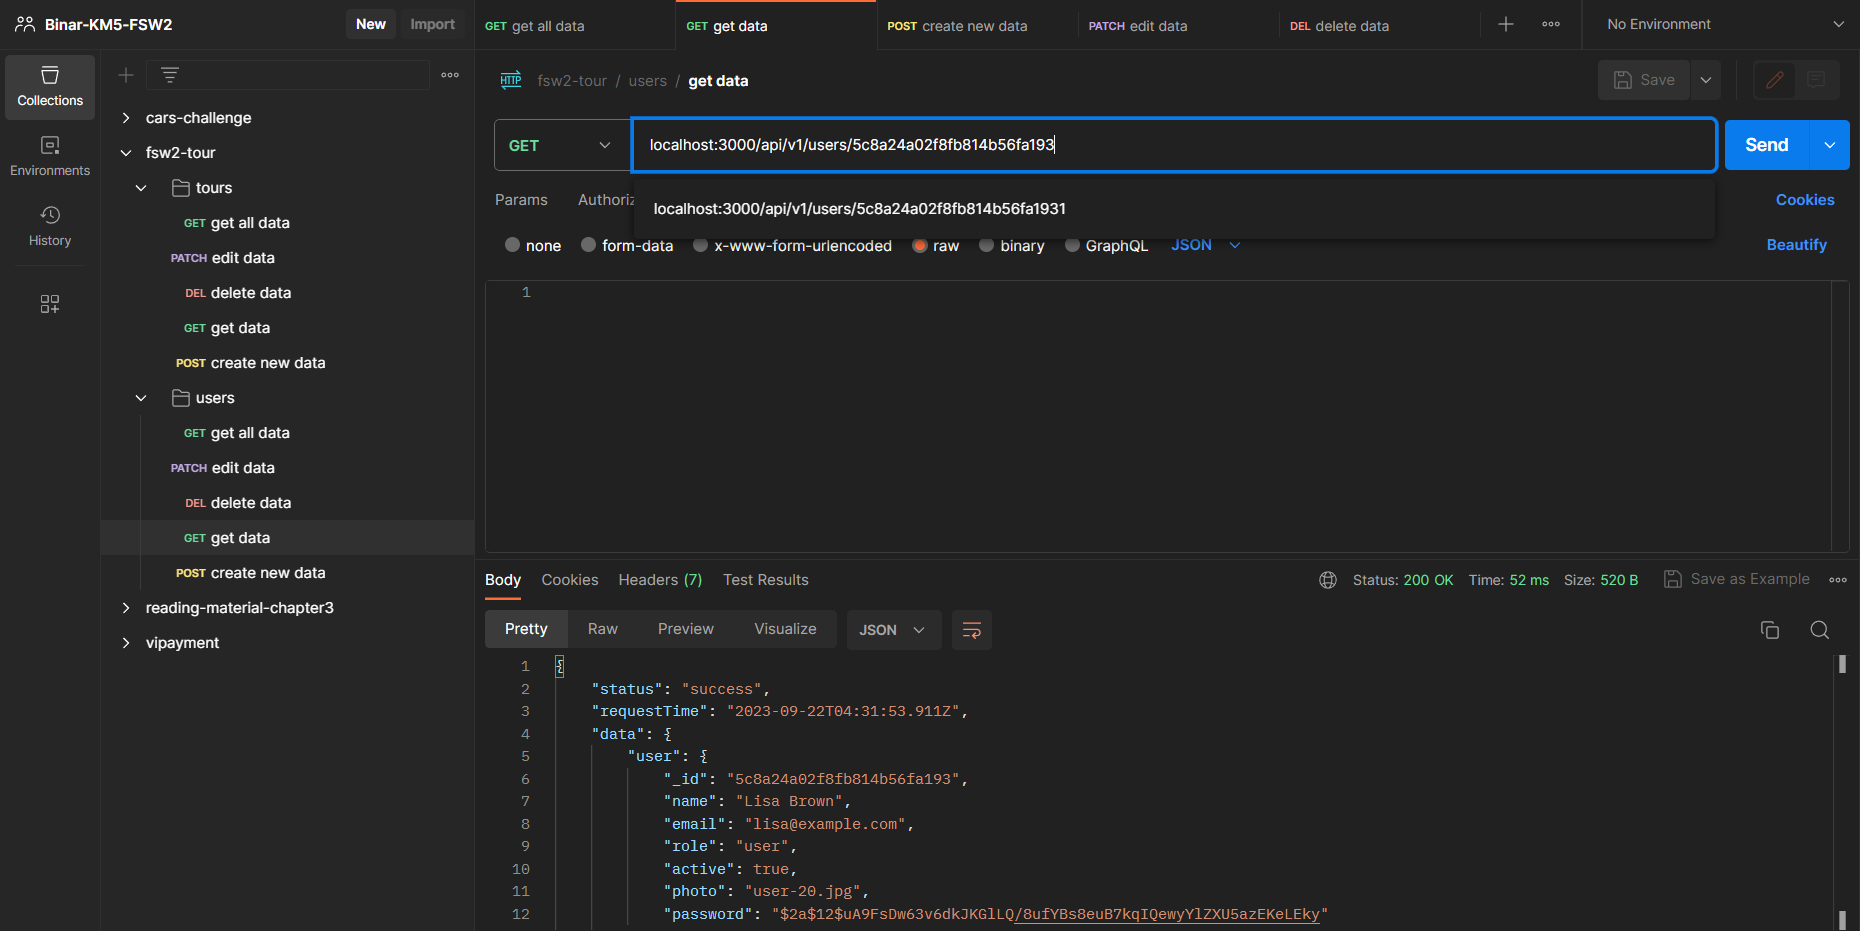 Binar-KM5-FSW2 New Import
GET get all data GET get data POST create new data PATCH edit data DEL delete data No Environment
Collections
Environments
History
cars-challenge
fsw2-tour
tours
GET get all data
PATCH edit data
DEL delete data
GET get data
POST create new data
users
GET get all data
PATCH edit data
DEL delete data
GET get data
POST create new data
reading-material-chapter3
vipayment
HTTP fsw2-tour / users / get data Save
GET localhost:3000/api/v1/users/5c8a24a02f8fb814b56fa193 Send
Params Authoriz Cookies
localhost:3000/api/v1/users/5c8a24a02f8fb814b56fa1931
none form-data x-www-form-urlencoded raw binary GraphQL JSON Beautify
1
Body Cookies Headers (7) Test Results Status: 200 OK Time: 52 ms Size: 520 B Save as Example
Pretty Raw Preview Visualize JSON
1 {
2 "status": "success",
3 "requestTime": "2023-09-22T04:31:53.911Z",
4 "data": {
5 "user": {
6 "_id": "5c8a24a02f8fb814b56fa193",
7 "name": "Lisa Brown",
8 "email": "lisa@example.com",
9 "role": "user",
10 "active": true,
11 "photo": "user-20.jpg",
12 "password": "$2a$12$uA9FsDw63v6dkJKGlLQ/8ufYBs8euB7kqIQewyYlZXU5azEKeLEky"